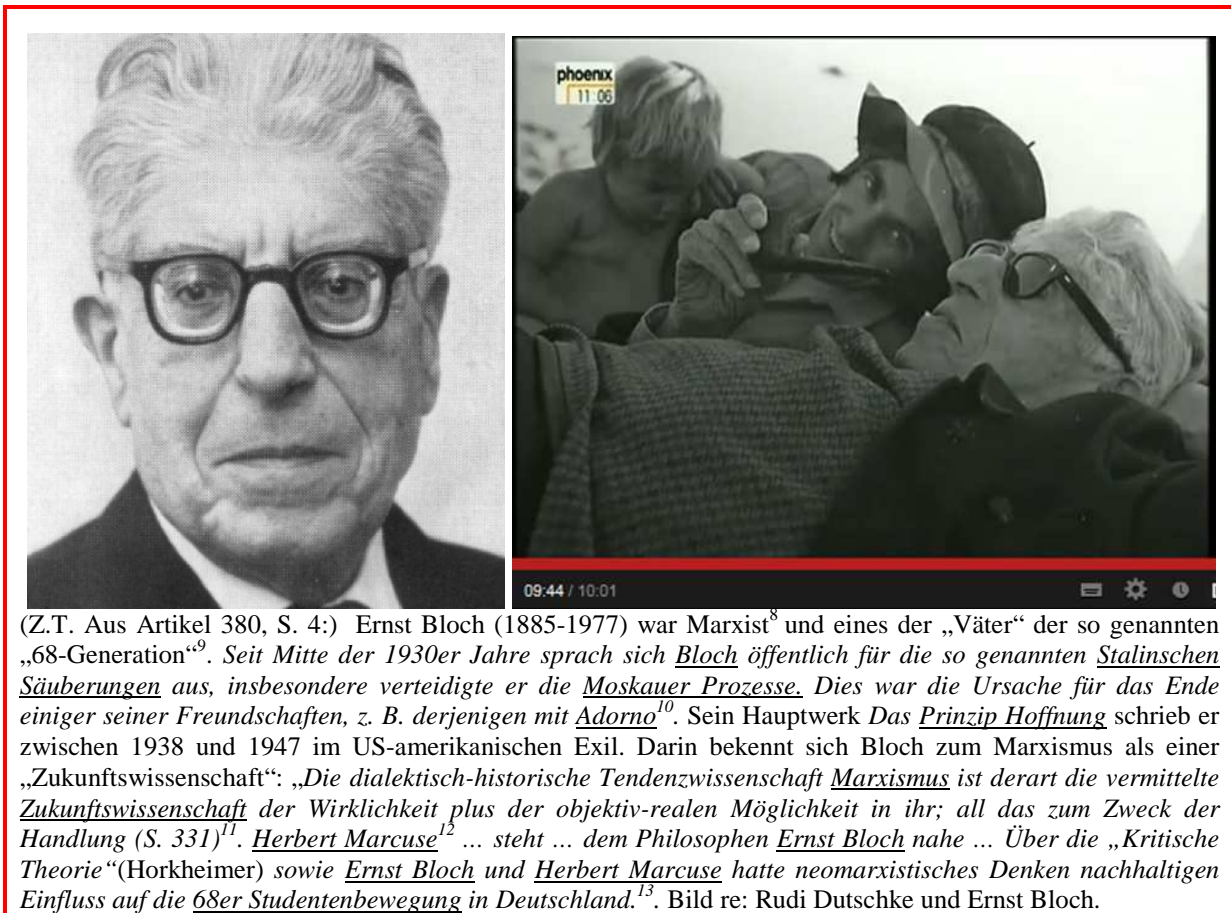 phoenix
11:06
09:44 / 10:01
(Z.T. Aus Artikel 380, S. 4:) Ernst Bloch (1885-1977) war Marxist⁸ und eines der „Väter“ der so genannten
„68-Generation“⁹. Seit Mitte der 1930er Jahre sprach sich Bloch öffentlich für die so genannten Stalinschen
Säuberungen aus, insbesondere verteidigte er die Moskauer Prozesse. Dies war die Ursache für das Ende
einiger seiner Freundschaften, z. B. derjenigen mit Adorno¹⁰. Sein Hauptwerk Das Prinzip Hoffnung schrieb er
zwischen 1938 und 1947 im US-amerikanischen Exil. Darin bekennt sich Bloch zum Marxismus als einer
„Zukunftswissenschaft“: „Die dialektisch-historische Tendenzwissenschaft Marxismus ist derart die vermittelte
Zukunftswissenschaft der Wirklichkeit plus der objektiv-realen Möglichkeit in ihr; all das zum Zweck der
Handlung (S. 331)¹¹. Herbert Marcuse¹² ... steht ... dem Philosophen Ernst Bloch nahe ... Über die „Kritische
Theorie“(Horkheimer) sowie Ernst Bloch und Herbert Marcuse hatte neomarxistisches Denken nachhaltigen
Einfluss auf die 68er Studentenbewegung in Deutschland.¹³. Bild re: Rudi Dutschke und Ernst Bloch.